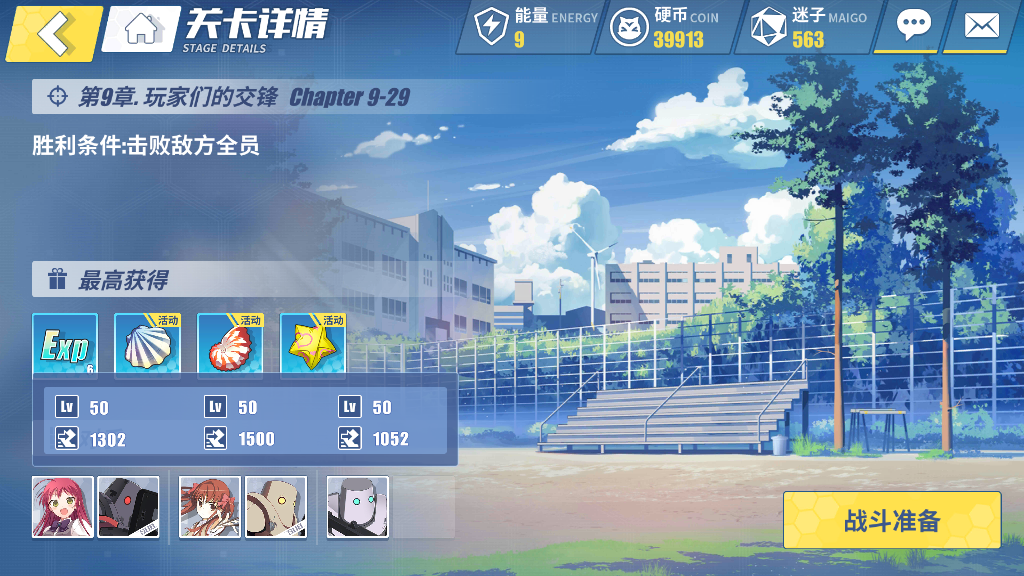 关卡详情
STAGE DETAILS
能量 ENERGY
9
硬币 COIN
39913
迷子 MAIGO
563
第9章.玩家们的交锋 Chapter 9-29
胜利条件:击败敌方全员
最高获得
Exp
6
活动
活动
活动
Lv 50
Lv 50
Lv 50
1302
1500
1052
战斗准备